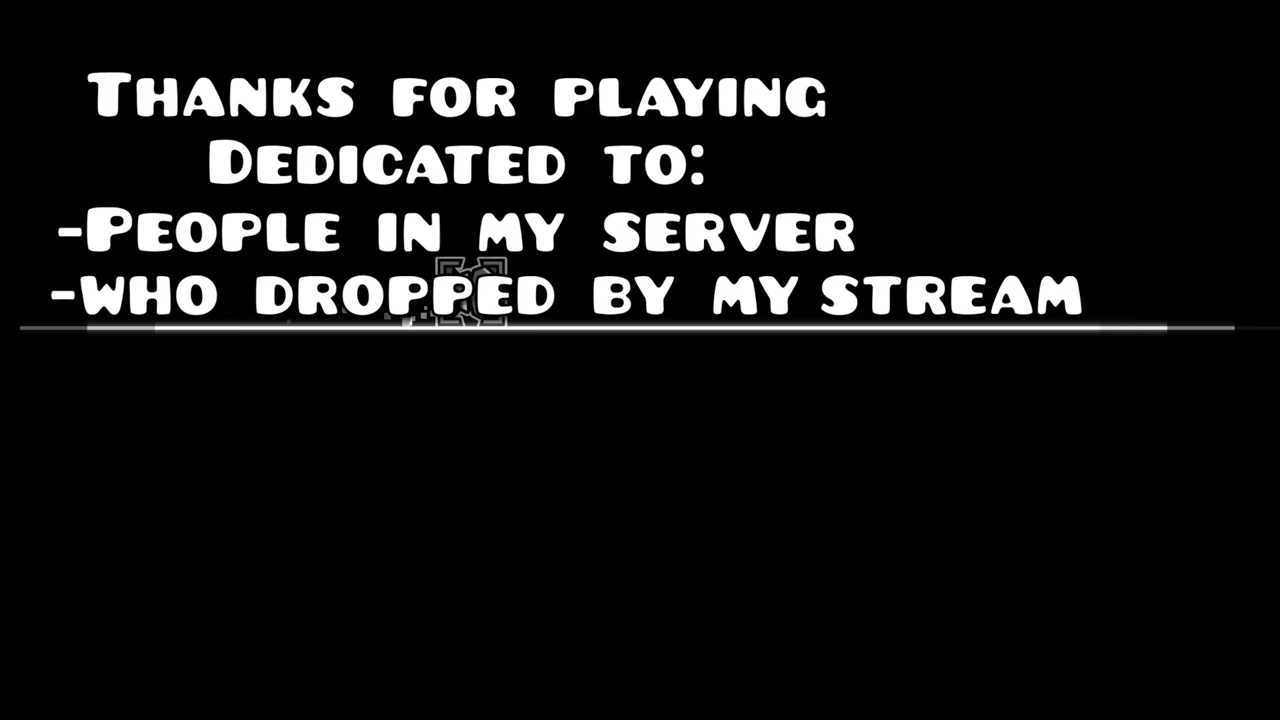 Thanks for playing
Dedicated to:
-People in my server
-who dropped by my stream